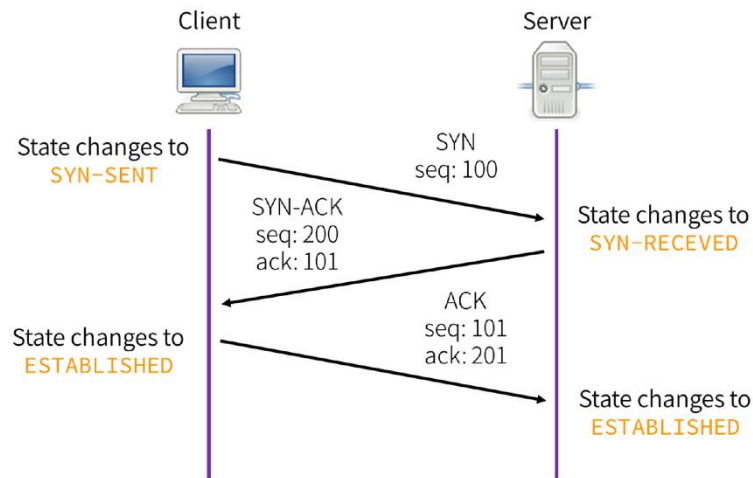 Client
Server
State changes to
SYN-SENT
SYN
seq: 100
SYN-ACK
seq: 200
ack: 101
State changes to
SYN-RECEVED
ACK
seq: 101
ack: 201
State changes to
ESTABLISHED
State changes to
ESTABLISHED